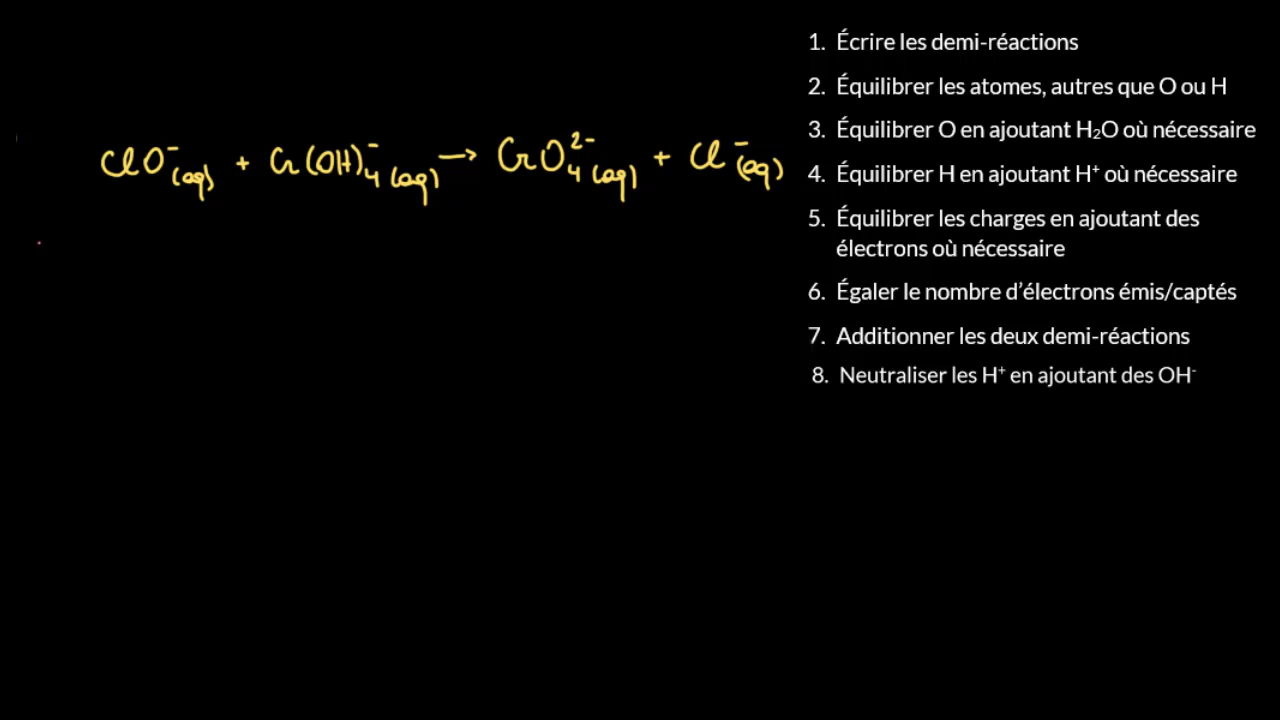 ClO⁻(aq) + Cr(OH)₄⁻(aq) → CrO₄²⁻(aq) + Cl⁻(aq)
1. Écrire les demi-réactions
2. Équilibrer les atomes, autres que O ou H
3. Équilibrer O en ajoutant H₂O où nécessaire
4. Équilibrer H en ajoutant H⁺ où nécessaire
5. Équilibrer les charges en ajoutant des
électrons où nécessaire
6. Égaler le nombre d'électrons émis/captés
7. Additionner les deux demi-réactions
8. Neutraliser les H⁺ en ajoutant des OH⁻